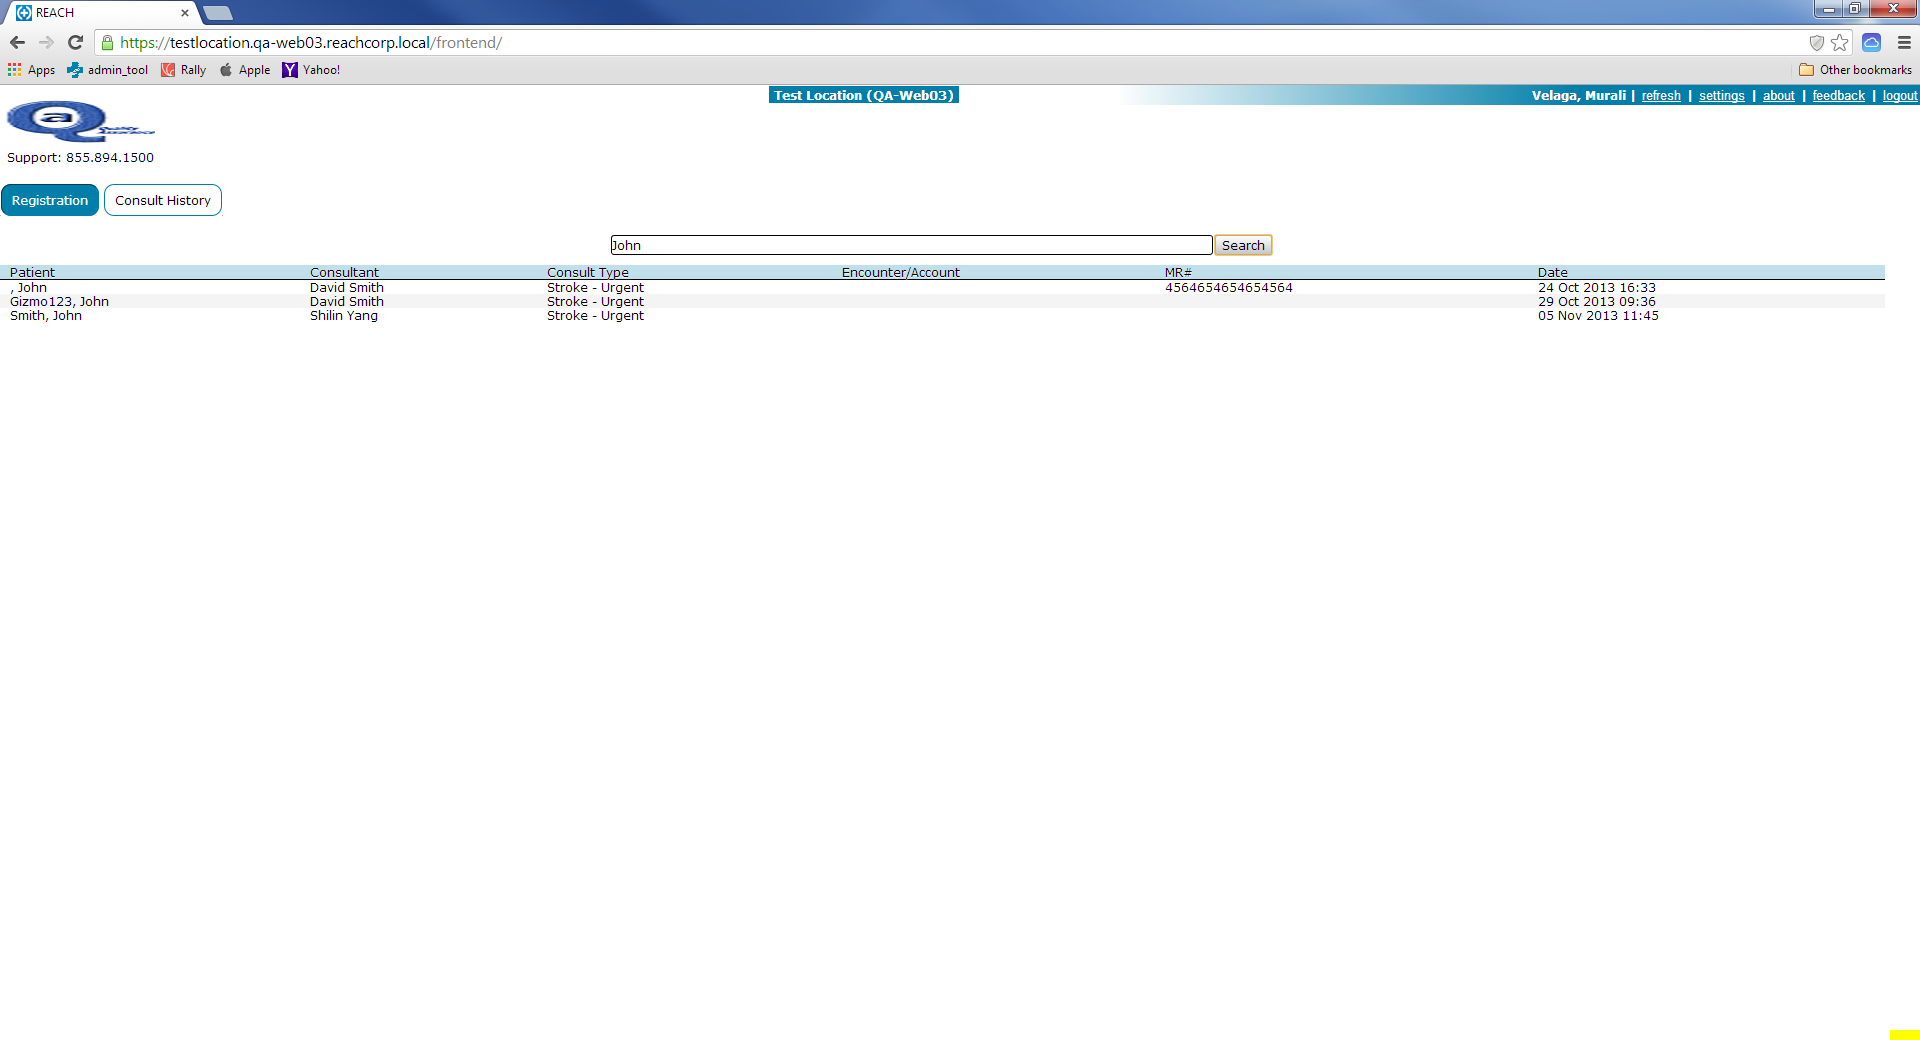 REACH
https://testlocation.qa-web03.reachcorp.local/frontend/
Apps admin_tool Rally Apple Yahoo! Other bookmarks
Test Location (QA-Web03) Velaga, Murali | refresh | settings | about | feedback | logout
a Quality
Assurance
Support: 855.894.1500
Registration Consult History
John Search
Patient Consultant Consult Type Encounter/Account MR# Date
, John David Smith Stroke - Urgent 4564654654654564 24 Oct 2013 16:33
Gizmo123, John David Smith Stroke - Urgent 29 Oct 2013 09:36
Smith, John Shilin Yang Stroke - Urgent 05 Nov 2013 11:45